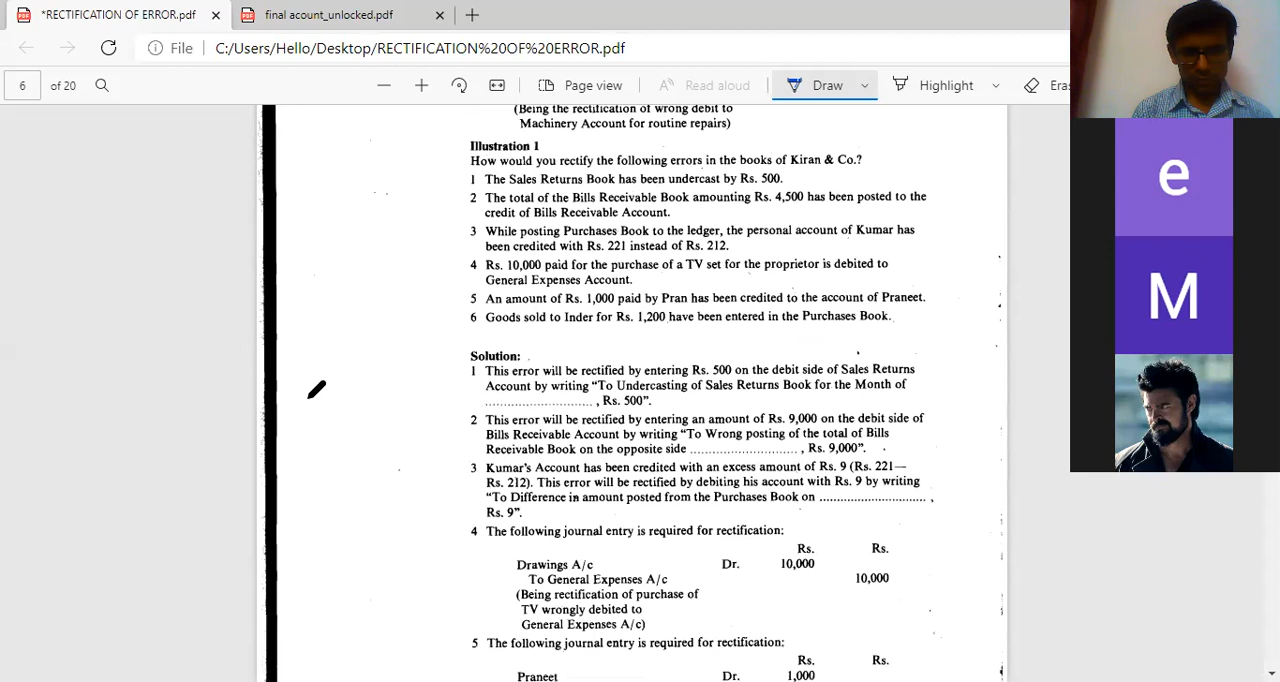 *RECTIFICATION OF ERROR.pdf
final acount_unlocked.pdf
File
C:/Users/Hello/Desktop/RECTIFICATION%20OF%20ERROR.pdf
6 of 20
Page view
Read aloud
Draw
Highlight
Eras
(Being the rectification of wrong debit to
Machinery Account for routine repairs)
Illustration 1
How would you rectify the following errors in the books of Kiran & Co.?
1 The Sales Returns Book has been undercast by Rs. 500.
2 The total of the Bills Receivable Book amounting Rs. 4,500 has been posted to the
credit of Bills Receivable Account.
3 While posting Purchases Book to the ledger, the personal account of Kumar has
been credited with Rs. 221 instead of Rs. 212.
4 Rs. 10,000 paid for the purchase of a TV set for the proprietor is debited to
General Expenses Account.
5 An amount of Rs. 1,000 paid by Pran has been credited to the account of Praneet.
6 Goods sold to Inder for Rs. 1,200 have been entered in the Purchases Book.
Solution:
1 This error will be rectified by entering Rs. 500 on the debit side of Sales Returns
Account by writing “To Undercasting of Sales Returns Book for the Month of
............................ , Rs. 500”.
2 This error will be rectified by entering an amount of Rs. 9,000 on the debit side of
Bills Receivable Account by writing “To Wrong posting of the total of Bills
Receivable Book on the opposite side ............................ , Rs. 9,000”.
3 Kumar's Account has been credited with an excess amount of Rs. 9 (Rs. 221—
Rs. 212). This error will be rectified by debiting his account with Rs. 9 by writing
“To Difference in amount posted from the Purchases Book on ............................ ,
Rs. 9”.
4 The following journal entry is required for rectification:
Rs. Rs.
Drawings A/c Dr. 10,000
To General Expenses A/c 10,000
(Being rectification of purchase of
TV wrongly debited to
General Expenses A/c)
5 The following journal entry is required for rectification:
Rs. Rs.
Praneet Dr. 1,000
e
M